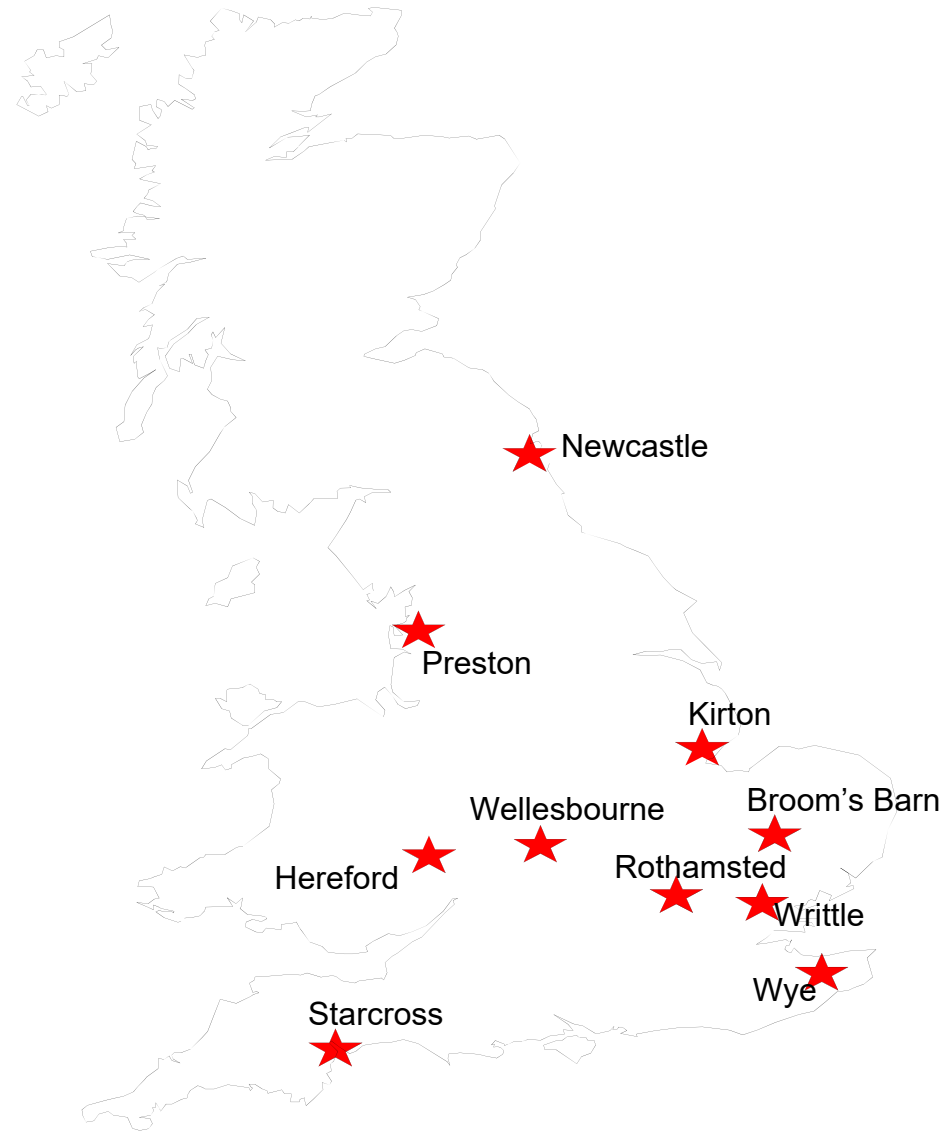 Newcastle
Preston
Kirton
Broom’s Barn
Wellesbourne
Rothamsted
Hereford
Writtle
Wye
Starcross